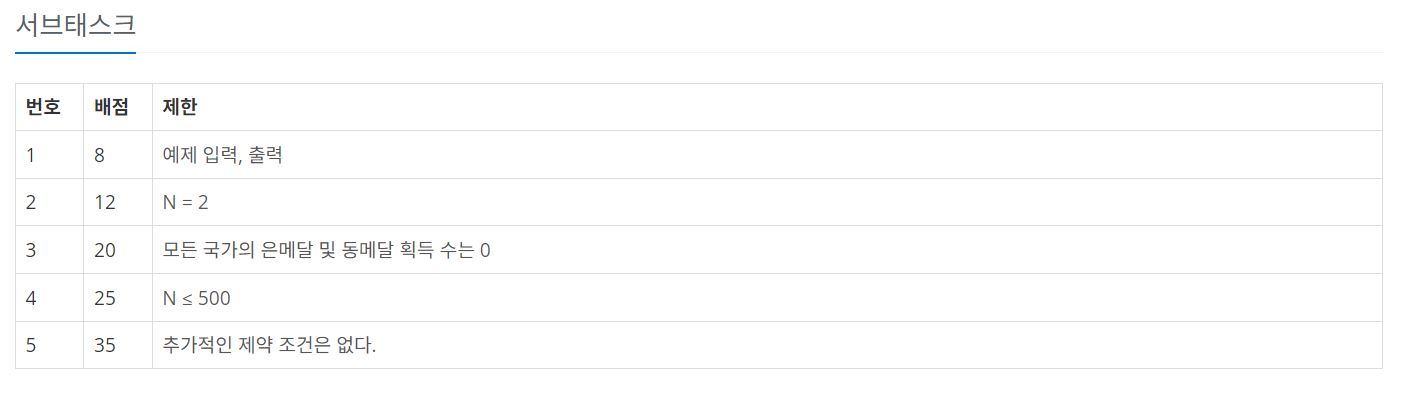 서브태스크
번호 배점 제한
1 8 예제 입력, 출력
2 12 N = 2
3 20 모든 국가의 은메달 및 동메달 획득 수는 0
4 25 N ≤ 500
5 35 추가적인 제약 조건은 없다.